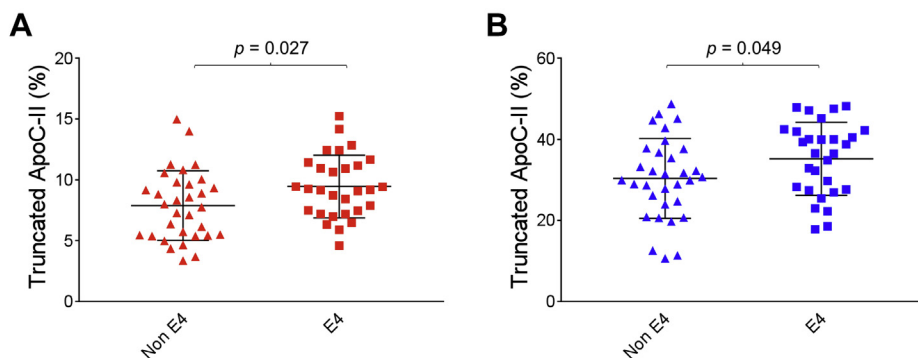 A
p = 0.027
Truncated ApoC-II (%)
20
15
10
5
0
Non E4
E4
B
p = 0.049
Truncated ApoC-II (%)
60
40
20
0
Non E4
E4